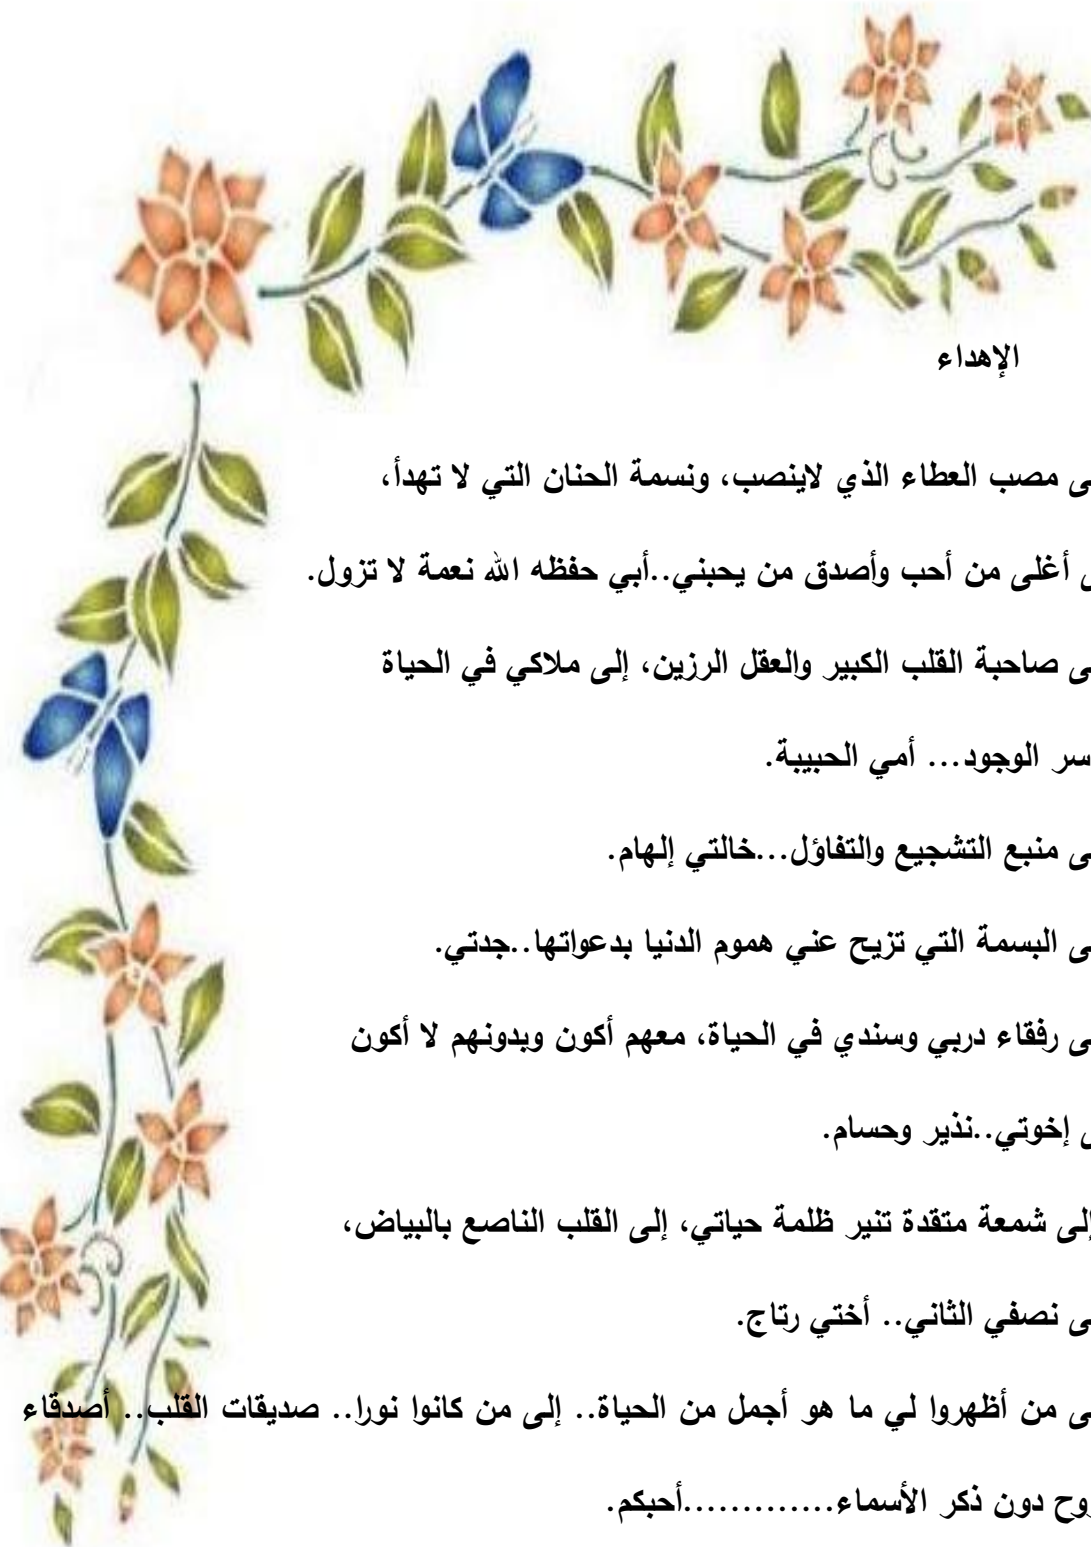 الإهداء
ى مصب العطاء الذي لاينصب، ونسمة الحنان التي لا تهدأ،
ى أغلى من أحب وأصدق من يحبني..أبي حفظه الله نعمة لا تزول.
ى صاحبة القلب الكبير والعقل الرزين، إلى ملاكي في الحياة
سر الوجود... أمي الحبيبة.
ى منبع التشجيع والتفاؤل...خالتي إلهام.
ى البسمة التي تزيح عني هموم الدنيا بدعواتها..جدتي.
ى رفقاء دربي وسندي في الحياة، معهم أكون وبدونهم لا أكون
ى إخوتي..نذير وحسام.
إلى شمعة متقدة تنير ظلمة حياتي، إلى القلب الناصع بالبياض،
ى نصفي الثاني.. أختي رتاج.
ى من أظهروا لي ما هو أجمل من الحياة.. إلى من كانوا نورا.. صديقات القلب.. أصدقاء
روح دون ذكر الأسماء.............أحبكم.